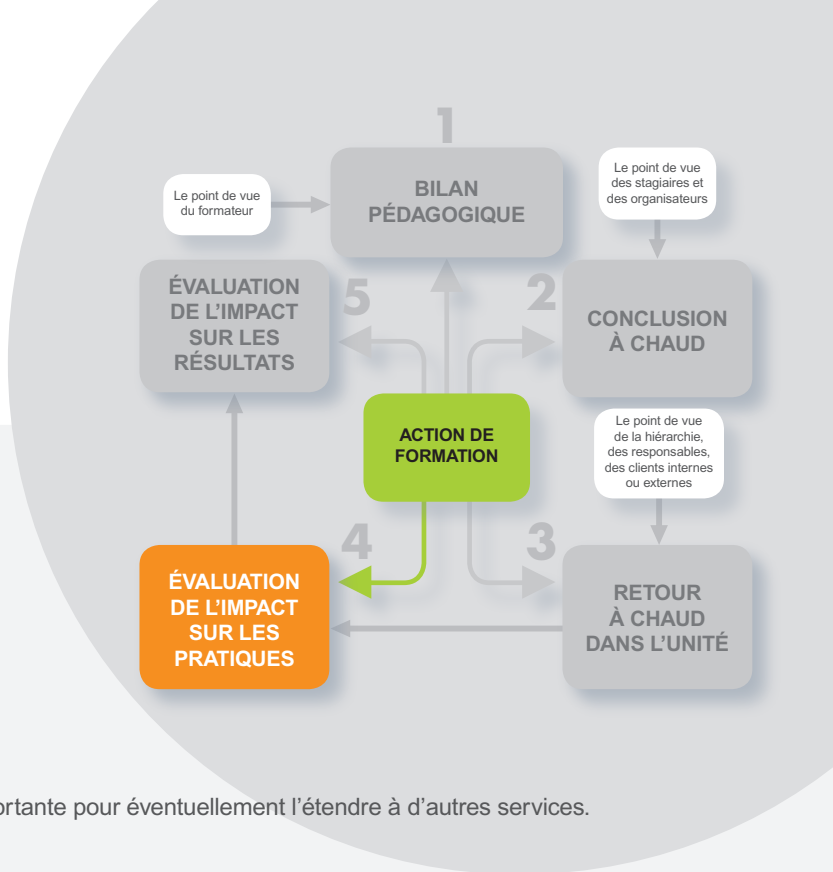 1
BILAN
PÉDAGOGIQUE
Le point de vue
du formateur
Le point de vue
des stagiaires et
des organisateurs
5
ÉVALUATION
DE L’IMPACT
SUR LES
RÉSULTATS
2
CONCLUSION
À CHAUD
ACTION DE
FORMATION
Le point de vue
de la hiérarchie,
des responsables,
des clients internes
ou externes
4
ÉVALUATION
DE L’IMPACT
SUR LES
PRATIQUES
3
RETOUR
À CHAUD
DANS L’UNITÉ
pour éventuellement l’étendre à d’autres services.